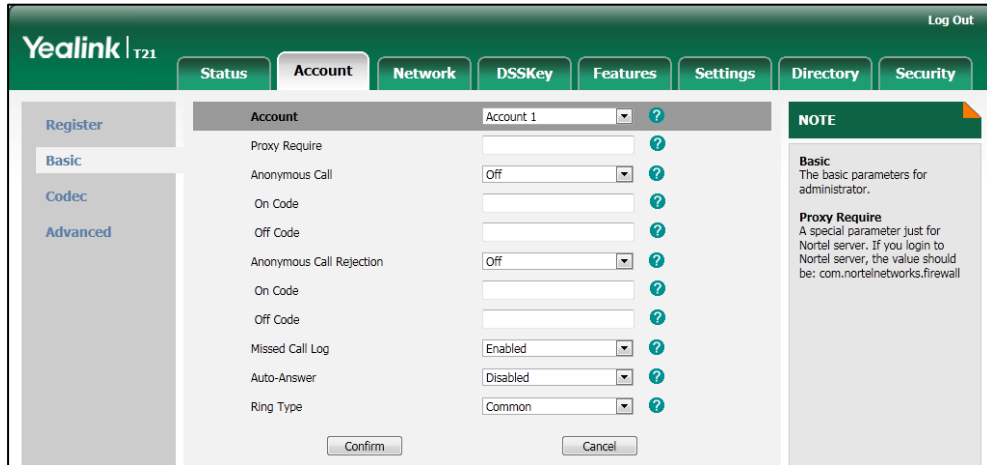 Log Out
Yealink T21
Status Account Network DSSKey Features Settings Directory Security
Register
Basic
Codec
Advanced
Account Account 1 ?
Proxy Require ?
Anonymous Call Off ?
On Code ?
Off Code ?
Anonymous Call Rejection Off ?
On Code ?
Off Code ?
Missed Call Log Enabled ?
Auto-Answer Disabled ?
Ring Type Common ?
Confirm Cancel
NOTE
Basic
The basic parameters for
administrator.
Proxy Require
A special parameter just for
Nortel server. If you login to
Nortel server, the value should
be: com.nortelnetworks.firewall